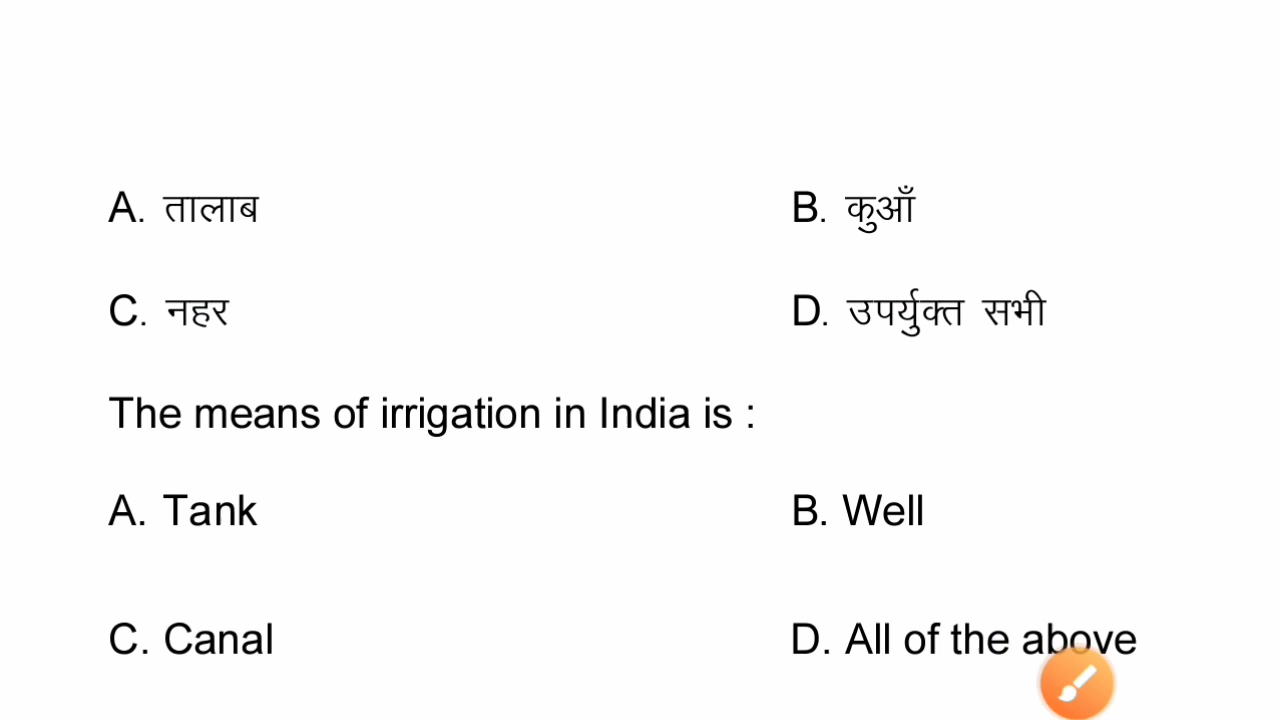 A. तालाब B. कुआँ
C. नहर D. उपर्युक्त सभी
The means of irrigation in India is :
A. Tank B. Well
C. Canal D. All of the above